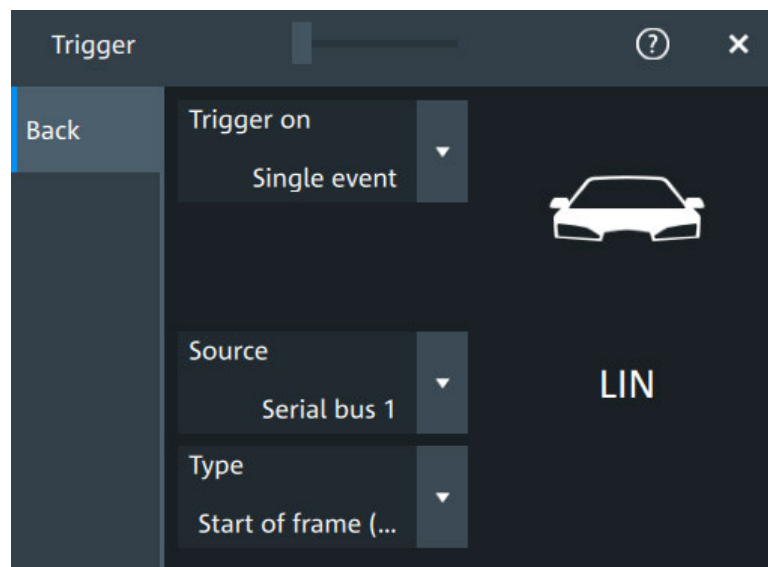 Trigger
Back
Trigger on
Single event
Source
Serial bus 1
LIN
Type
Start of frame (...